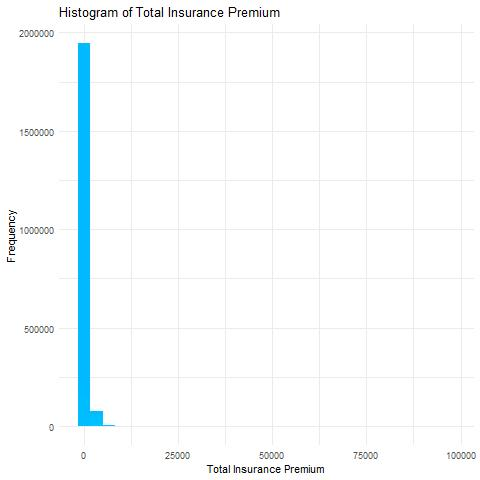 Histogram of Total Insurance Premium
2000000
1500000
1000000
500000
0
Frequency
0 25000 50000 75000 100000
Total Insurance Premium